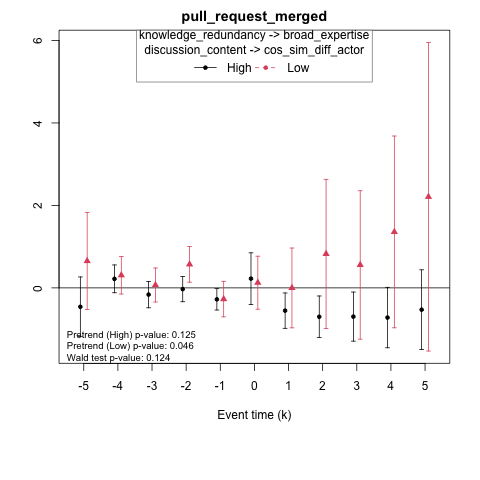 pull_request_merged
knowledge_redundancy -> broad_expertise
discussion_content -> cos_sim_diff_actor
High Low
6
4
2
0
Pretrend (High) p-value: 0.125
Pretrend (Low) p-value: 0.046
Wald test p-value: 0.124
-5 -4 -3 -2 -1 0 1 2 3 4 5
Event time (k)